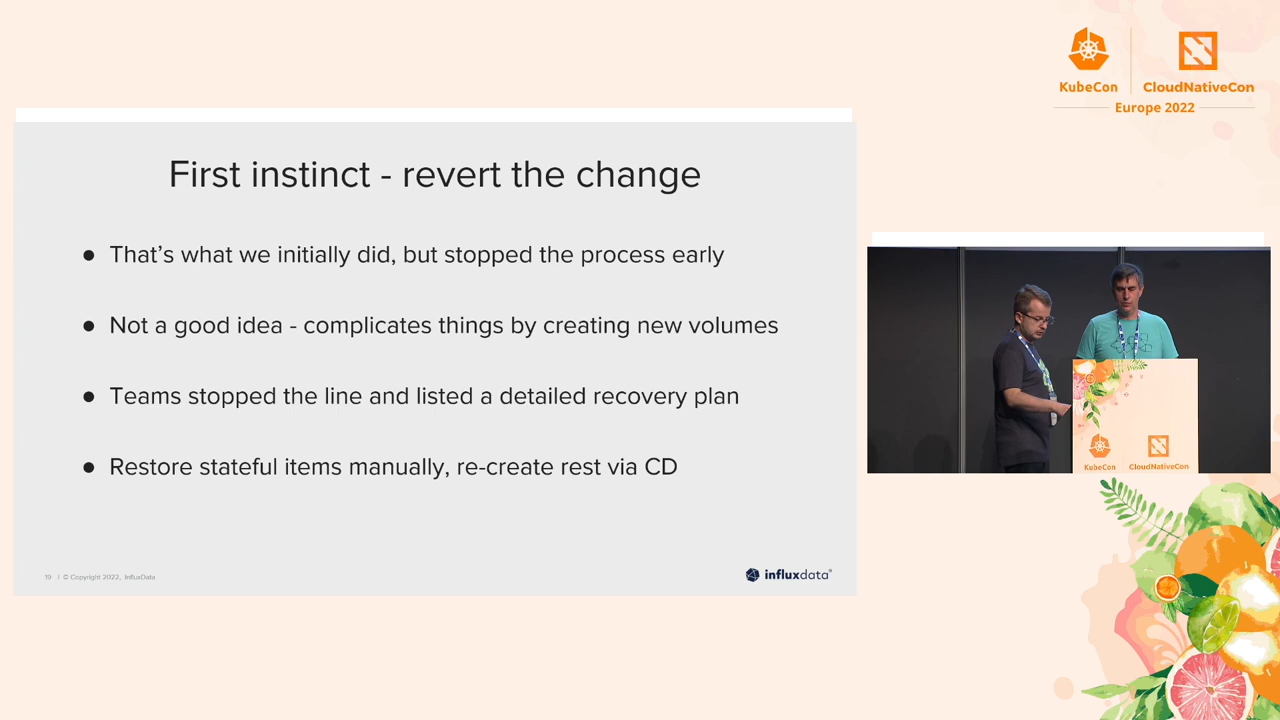 KubeCon
CloudNativeCon
Europe 2022
First instinct - revert the change
● That’s what we initially did, but stopped the process early
● Not a good idea - complicates things by creating new volumes
● Teams stopped the line and listed a detailed recovery plan
● Restore stateful items manually, re-create rest via CD
19 | © Copyright 2022, InfluxData
influxdata®
KubeCon
CloudNativeCon